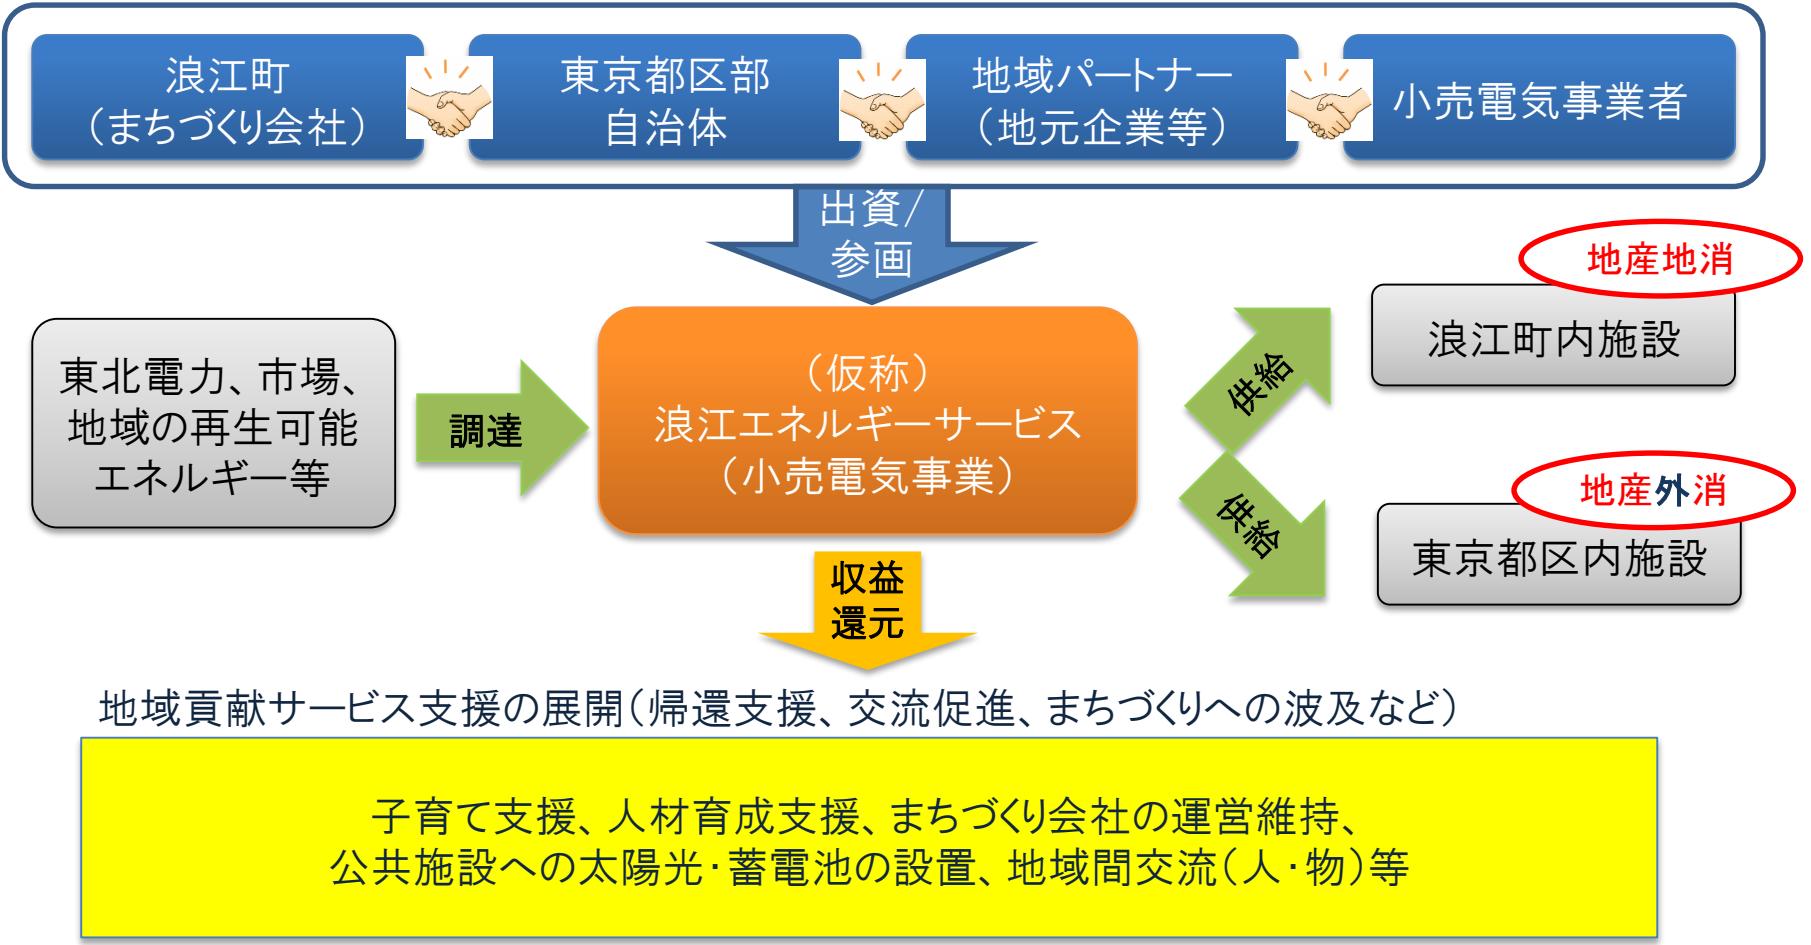 浪江町
（まちづくり会社）
東京都区部
自治体
地域パートナー
（地元企業等）
小売電気事業者
出資/
参画
東北電力、市場、
地域の再生可能
エネルギー等
調達
（仮称）
浪江エネルギーサービス
（小売電気事業）
供給
地産地消
浪江町内施設
供給
地産外消
東京都区内施設
収益
還元
地域貢献サービス支援の展開（帰還支援、交流促進、まちづくりへの波及など）
子育て支援、人材育成支援、まちづくり会社の運営維持、
公共施設への太陽光・蓄電池の設置、地域間交流（人・物）等